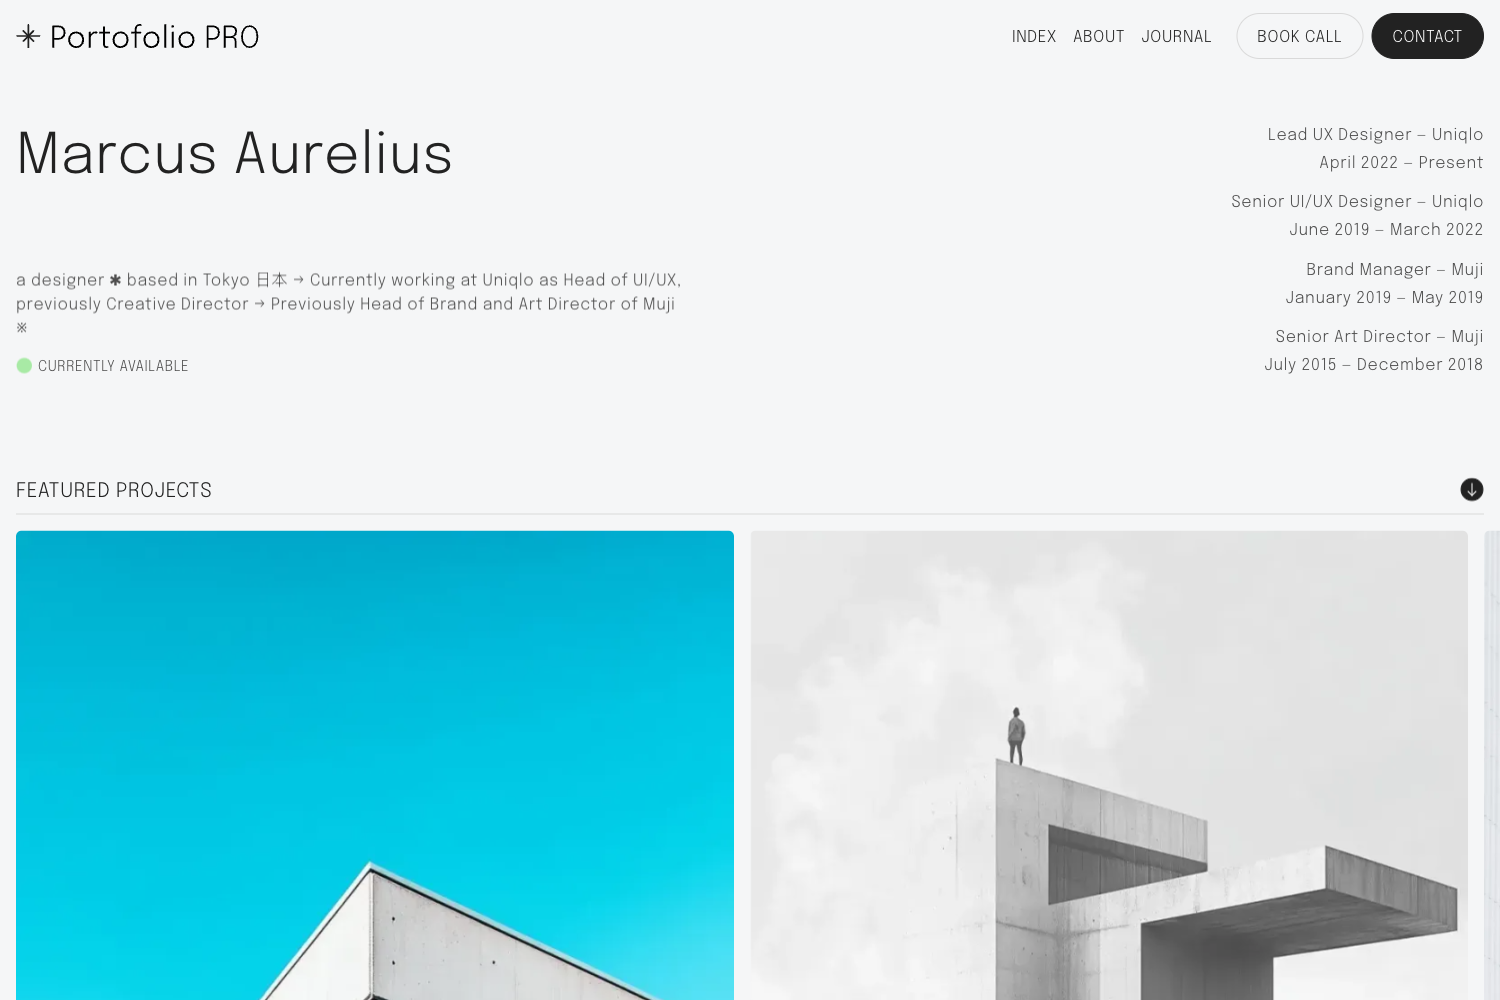 ✳ Portofolio PRO
INDEX ABOUT JOURNAL BOOK CALL CONTACT
Marcus Aurelius
a designer ✱ based in Tokyo 日本 → Currently working at Uniqlo as Head of UI/UX,
previously Creative Director → Previously Head of Brand and Art Director of Muji
※
CURRENTLY AVAILABLE
Lead UX Designer – Uniqlo
April 2022 – Present
Senior UI/UX Designer – Uniqlo
June 2019 – March 2022
Brand Manager – Muji
January 2019 – May 2019
Senior Art Director – Muji
July 2015 – December 2018
FEATURED PROJECTS